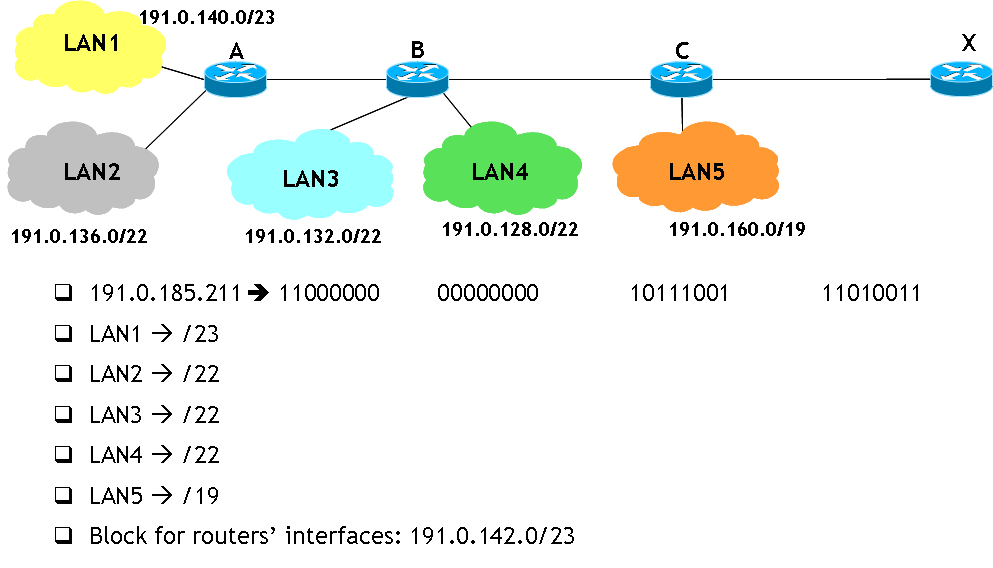 191.0.140.0/23
LAN1
A
B
C
X
LAN2
LAN3
LAN4
LAN5
191.0.136.0/22
191.0.132.0/22
191.0.128.0/22
191.0.160.0/19
❑ 191.0.185.211 ➔ 11000000 00000000 10111001 11010011
❑ LAN1 → /23
❑ LAN2 → /22
❑ LAN3 → /22
❑ LAN4 → /22
❑ LAN5 → /19
❑ Block for routers’ interfaces: 191.0.142.0/23